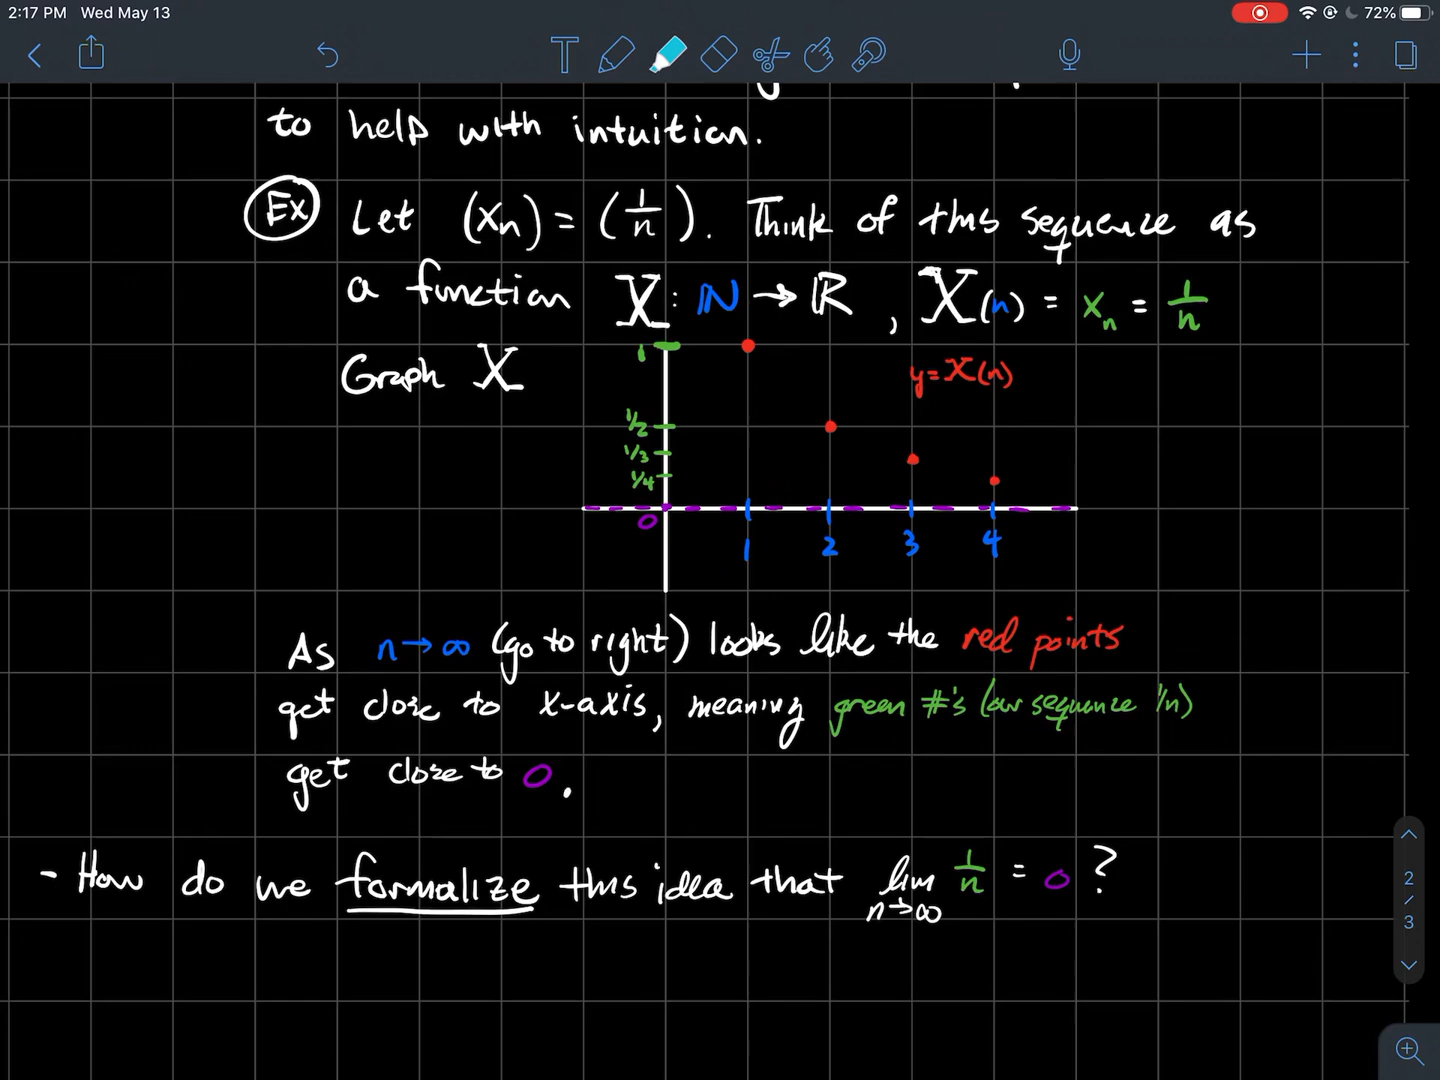 2:17 PM Wed May 13
72%
T
to help with intuition.
Ex Let (xn) = (1/n). Think of this sequence as
a function X: ℕ → ℝ, X(n) = xn = 1/n
Graph X
1
y = X(n)
1/2
1/3
1/4
0
1 2 3 4
As n→∞ (go to right) looks like the red points
get close to x-axis, meaning green #'s (our sequence 1/n)
get close to 0.
- How do we formalize this idea that lim n→∞ 1/n = 0?
2
/
3